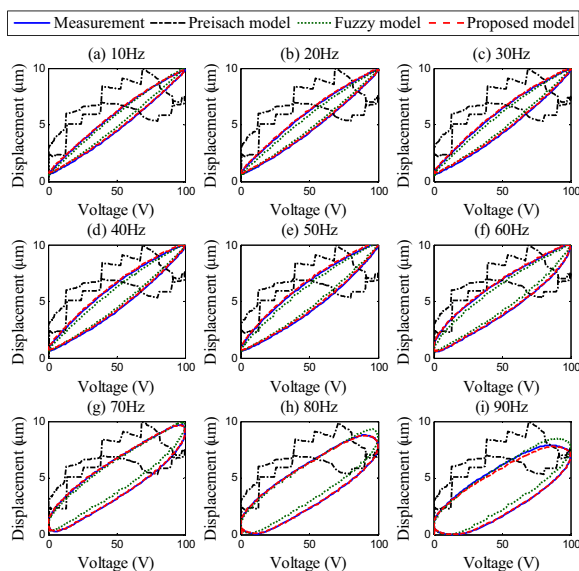 Measurement Preisach model Fuzzy model Proposed model
(a) 10Hz (b) 20Hz (c) 30Hz
Displacement (µm) Displacement (µm) Displacement (µm)
10 10 10
5 5 5
0 0 0
0 50 100 0 50 100 0 50 100
Voltage (V) Voltage (V) Voltage (V)
(d) 40Hz (e) 50Hz (f) 60Hz
Displacement (µm) Displacement (µm) Displacement (µm)
10 10 10
5 5 5
0 0 0
0 50 100 0 50 100 0 50 100
Voltage (V) Voltage (V) Voltage (V)
(g) 70Hz (h) 80Hz (i) 90Hz
Displacement (µm) Displacement (µm) Displacement (µm)
10 10 10
5 5 5
0 0 0
0 50 100 0 50 100 0 50 100
Voltage (V) Voltage (V) Voltage (V)